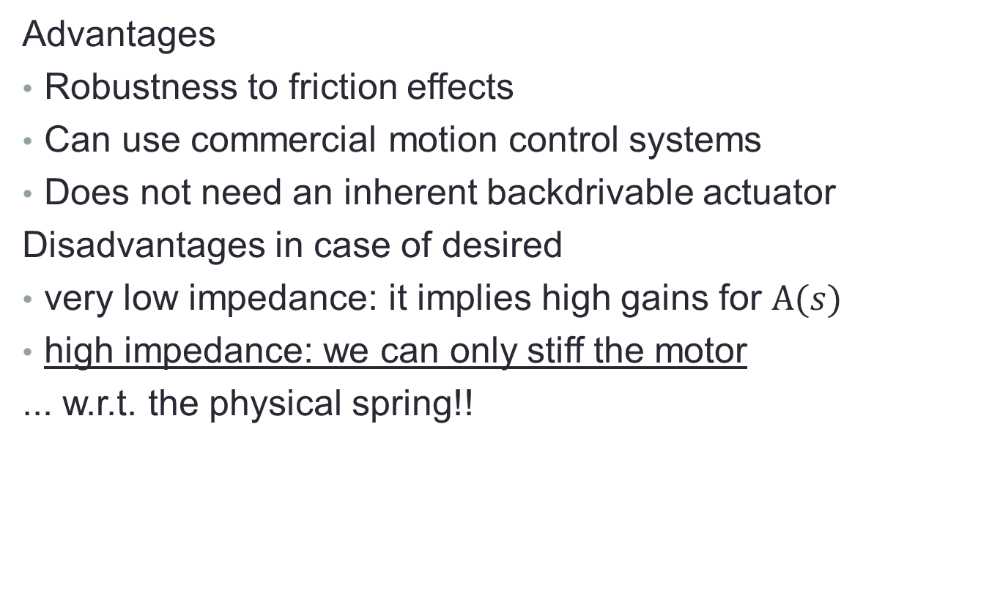 Advantages
• Robustness to friction effects
• Can use commercial motion control systems
• Does not need an inherent backdrivable actuator
Disadvantages in case of desired
• very low impedance: it implies high gains for A(s)
• high impedance: we can only stiff the motor
... w.r.t. the physical spring!!